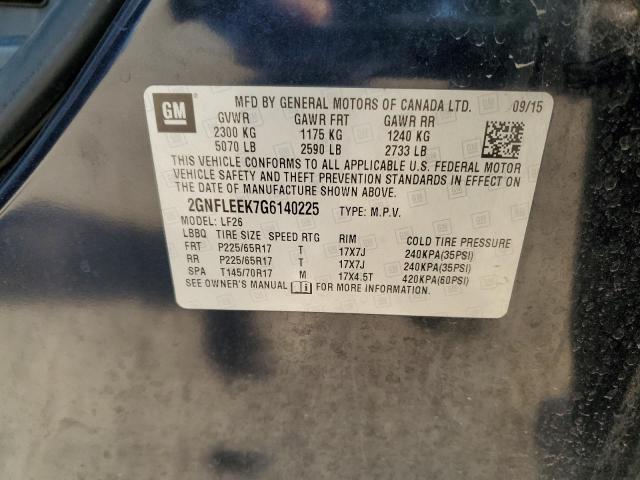 GM
MFD BY GENERAL MOTORS OF CANADA LTD. 09/15
GVWR GAWR FRT GAWR RR
2300 KG 1175 KG 1240 KG
5070 LB 2590 LB 2733 LB
THIS VEHICLE CONFORMS TO ALL APPLICABLE U.S. FEDERAL MOTOR
VEHICLE SAFETY AND THEFT PREVENTION STANDARDS IN EFFECT ON
THE DATE OF MANUFACTURE SHOWN ABOVE.
2GNFLEEK7G6140225 TYPE: M.P.V.
MODEL: LF26
LBBQ TIRE SIZE SPEED RTG RIM COLD TIRE PRESSURE
FRT P225/65R17 T 17X7J 240KPA(35PSI)
RR P225/65R17 T 17X7J 240KPA(35PSI)
SPA T145/70R17 M 17X4.5T 420KPA(60PSI)
SEE OWNER'S MANUAL FOR MORE INFORMATION.